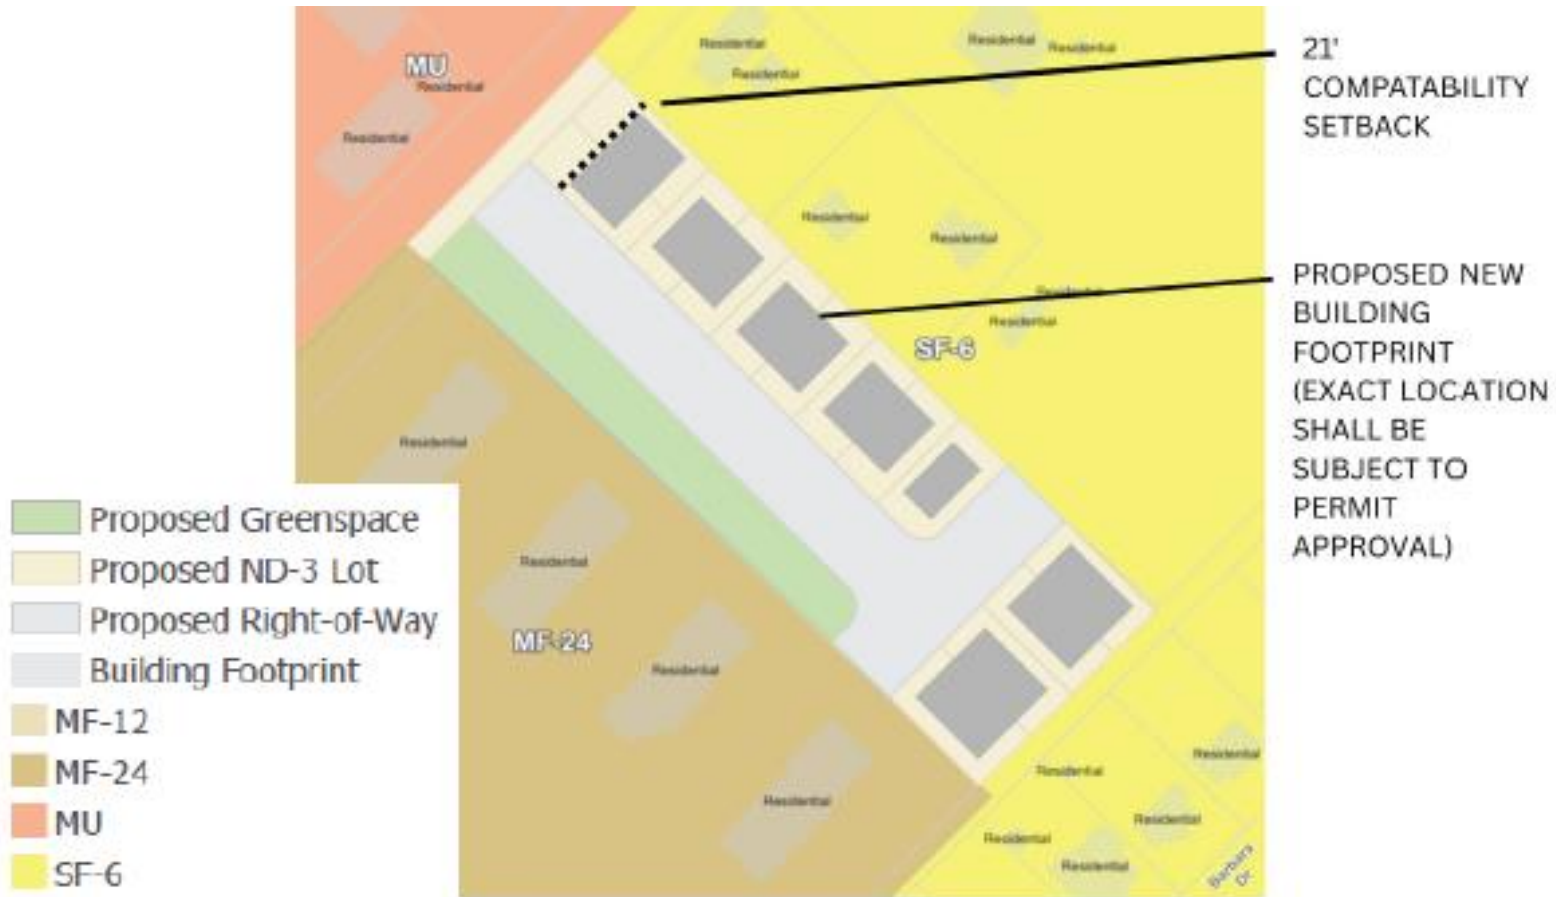 MU
Residential
Residential
Residential
Residential
Residential
Residential
21'
COMPATABILITY
SETBACK
Residential
Residential
Residential
Residential
SF-6
PROPOSED NEW
BUILDING
FOOTPRINT
(EXACT LOCATION
SHALL BE
SUBJECT TO
PERMIT
APPROVAL)
Residential
Residential
MF-24
Residential
Residential
Residential
Residential
Residential
Residential
Residential
Barbara
Dr
Proposed Greenspace
Proposed ND-3 Lot
Proposed Right-of-Way
Building Footprint
MF-12
MF-24
MU
SF-6